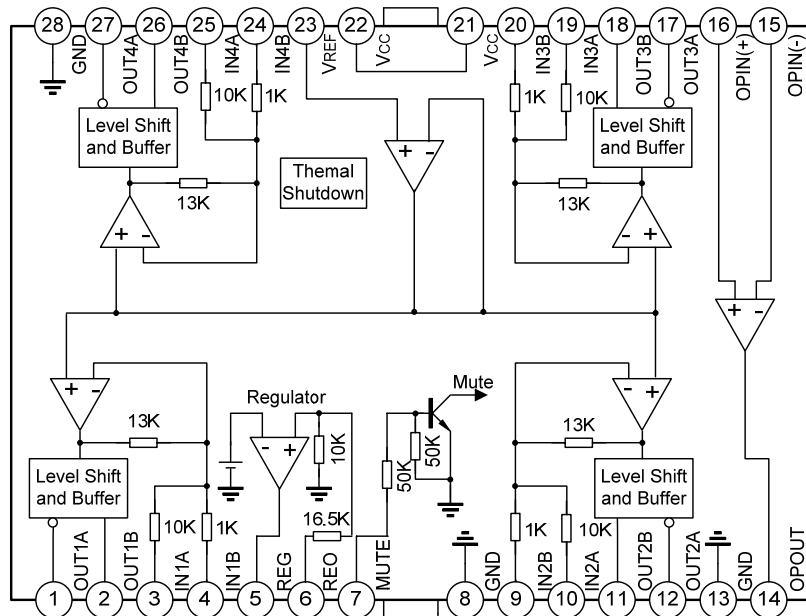 28
27
26
25
24
23
22
21
20
19
18
17
16
15
GND
OUT4A
OUT4B
IN4A
IN4B
VREF
VCC
VCC
IN3B
IN3A
OUT3B
OUT3A
OPIN(+)
OPIN(-)
10K
1K
1K
10K
Level Shift
and Buffer
Level Shift
and Buffer
+
-
Themal
Shutdown
13K
13K
+
-
-
+
+
-
+
-
-
+
Regulator
Mute
13K
13K
-
+
10K
50K
50K
Level Shift
and Buffer
Level Shift
and Buffer
10K
1K
16.5K
1K
10K
OUT1A
OUT1B
IN1A
IN1B
REG
REO
MUTE
GND
IN2B
IN2A
OUT2B
OUT2A
GND
OPOUT
1
2
3
4
5
6
7
8
9
10
11
12
13
14